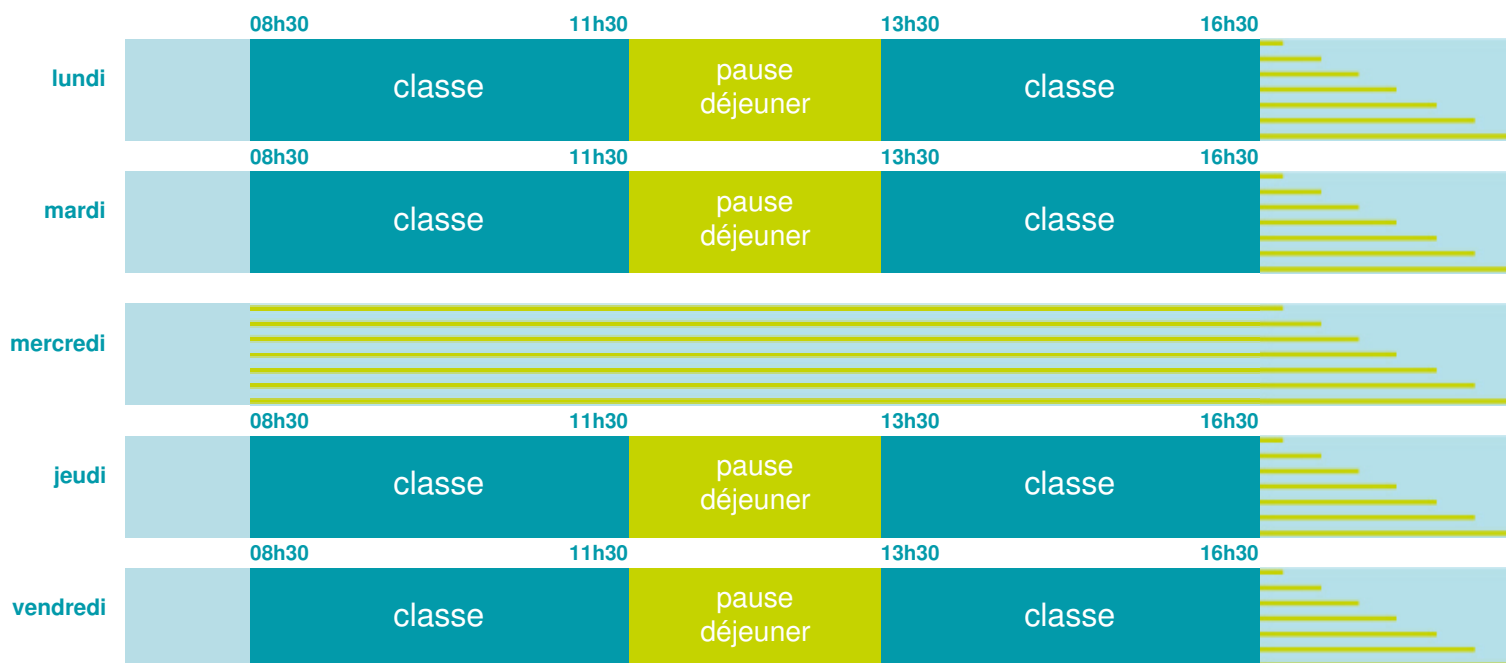 08h30 11h30 13h30 16h30
lundi classe pause déjeuner classe
08h30 11h30 13h30 16h30
mardi classe pause déjeuner classe
mercredi
08h30 11h30 13h30 16h30
jeudi classe pause déjeuner classe
08h30 11h30 13h30 16h30
vendredi classe pause déjeuner classe